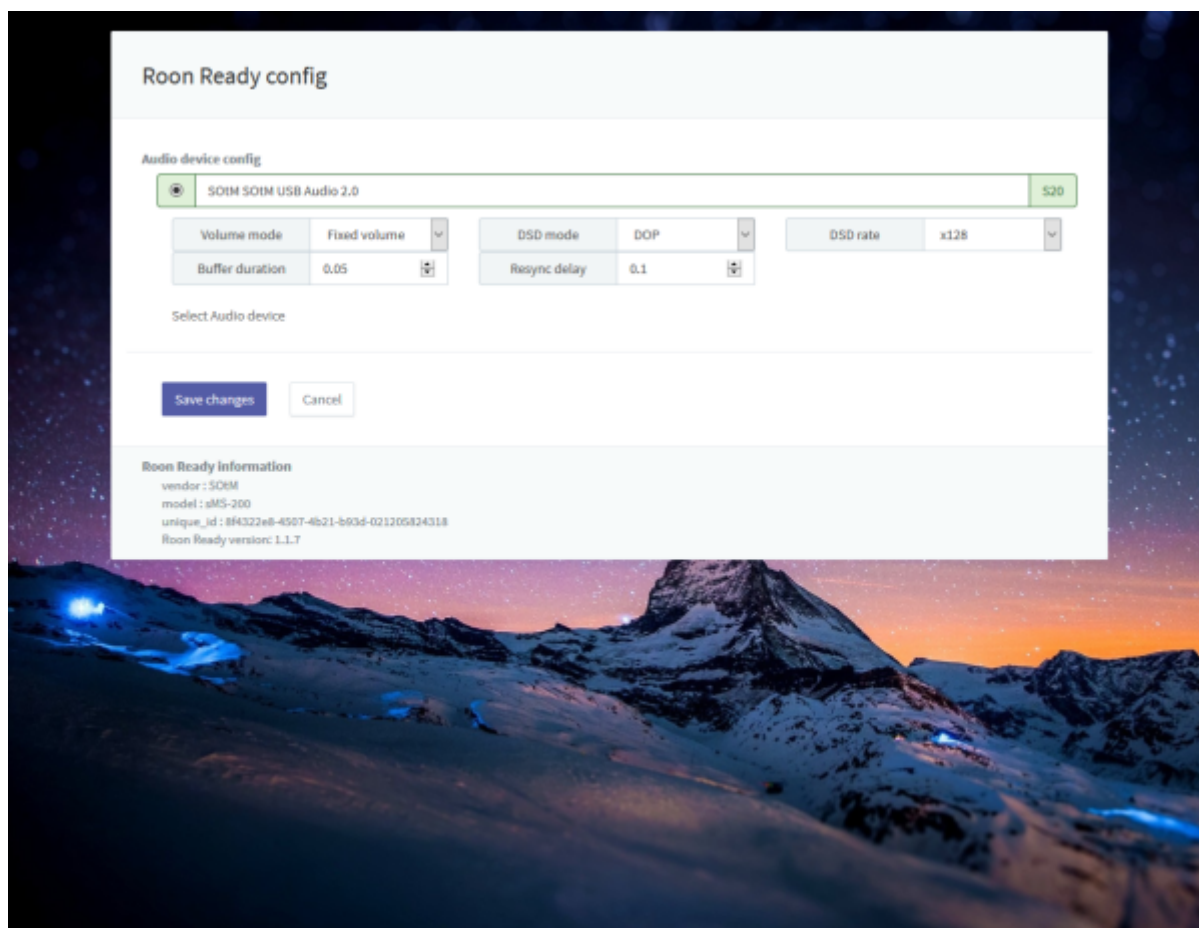 Roon Ready config
Audio device config
SOtM SOtM USB Audio 2.0 S20
Volume mode Fixed volume DSD mode DOP DSD rate x128
Buffer duration 0.05 Resync delay 0.1
Select Audio device
Save changes Cancel
Roon Ready information
vendor : SOtM
model : sMS-200
unique_id : 8f4322e8-4507-4b21-b93d-021205824318
Roon Ready version: 1.1.7